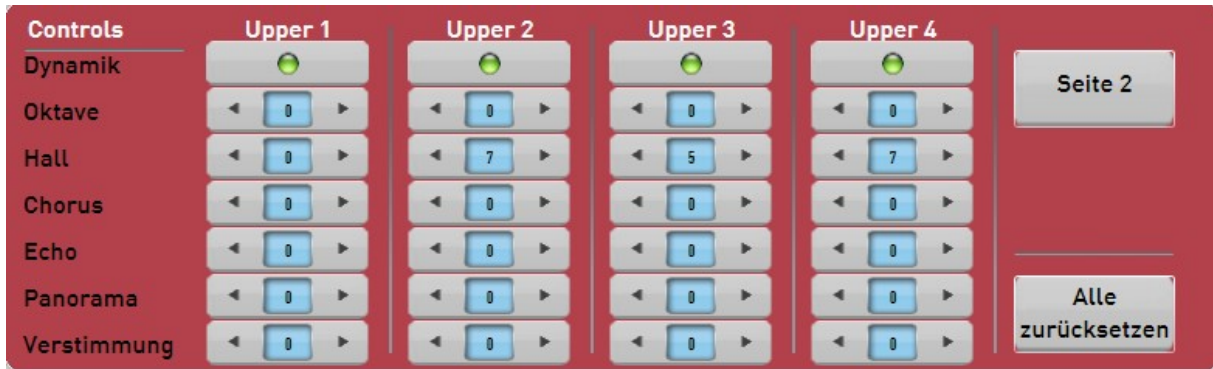 Controls Upper 1 Upper 2 Upper 3 Upper 4
Dynamik
Seite 2
Oktave 0 0 0 0
Hall 0 7 5 7
Chorus 0 0 0 0
Echo 0 0 0 0
Panorama 0 0 0 0
Alle
zurücksetzen
Verstimmung 0 0 0 0